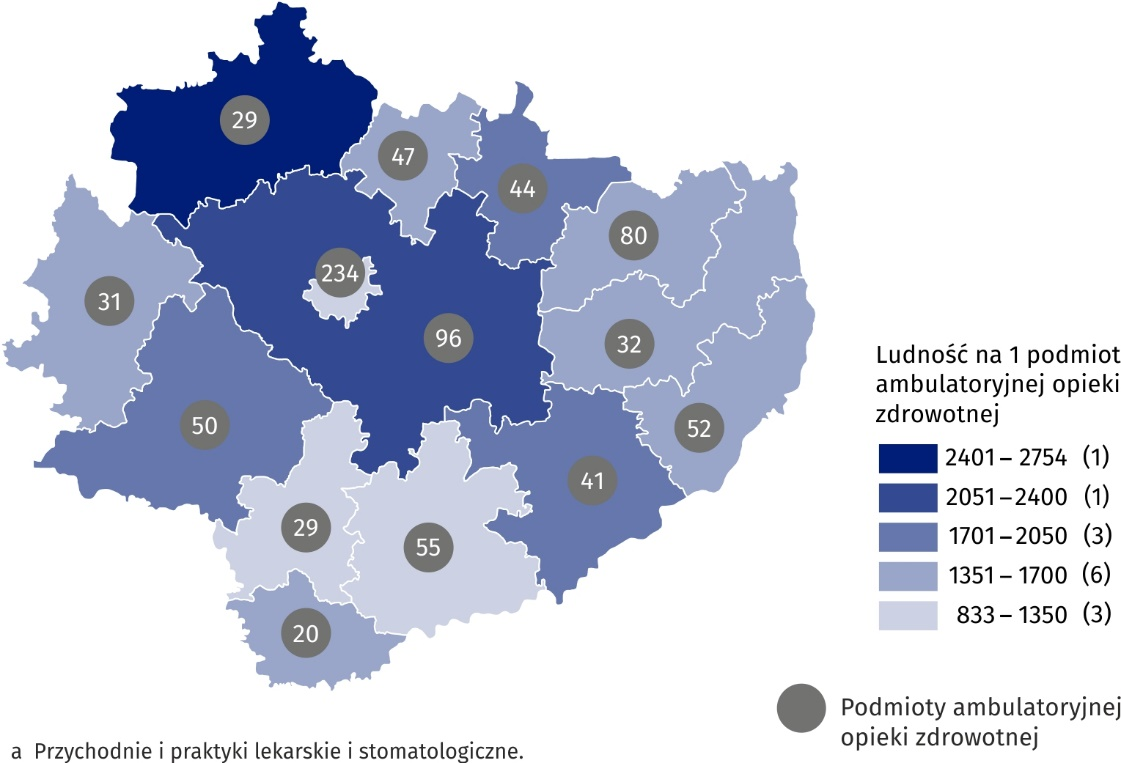 29
47
44
80
234
31
96
32
50
52
41
29
55
20
Ludność na 1 podmiot
ambulatoryjnej opieki
zdrowotnej
2401 – 2754 (1)
2051 – 2400 (1)
1701 – 2050 (3)
1351 – 1700 (6)
833 – 1350 (3)
Podmioty ambulatoryjnej
opieki zdrowotnej
a Przychodnie i praktyki lekarskie i stomatologiczne.